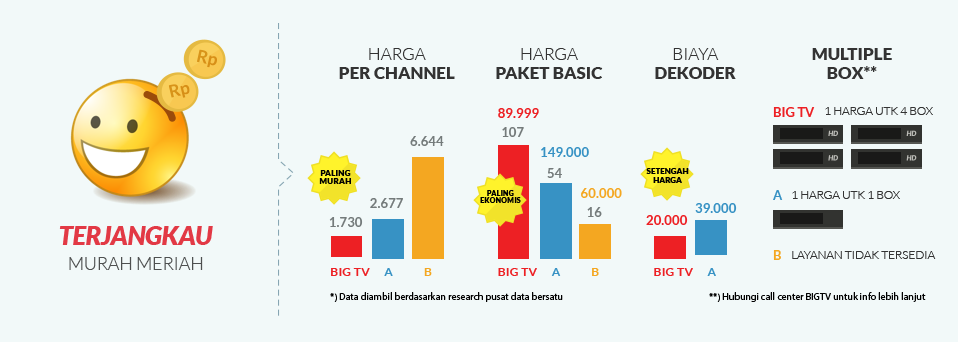 Rp
Rp
TERJANGKAU
MURAH MERIAH
HARGA
PER CHANNEL
PALING
MURAH
1.730
2.677
6.644
BIG TV A B
HARGA
PAKET BASIC
89.999
107
149.000
54
60.000
16
PALING
EKONOMIS
BIG TV A B
BIAYA
DEKODER
SETENGAH
HARGA
20.000
39.000
BIG TV A
MULTIPLE
BOX**
BIG TV 1 HARGA UTK 4 BOX
HD HD
HD HD
A 1 HARGA UTK 1 BOX
B LAYANAN TIDAK TERSEDIA
*) Data diambil berdasarkan research pusat data bersatu
**) Hubungi call center BIGTV untuk info lebih lanjut